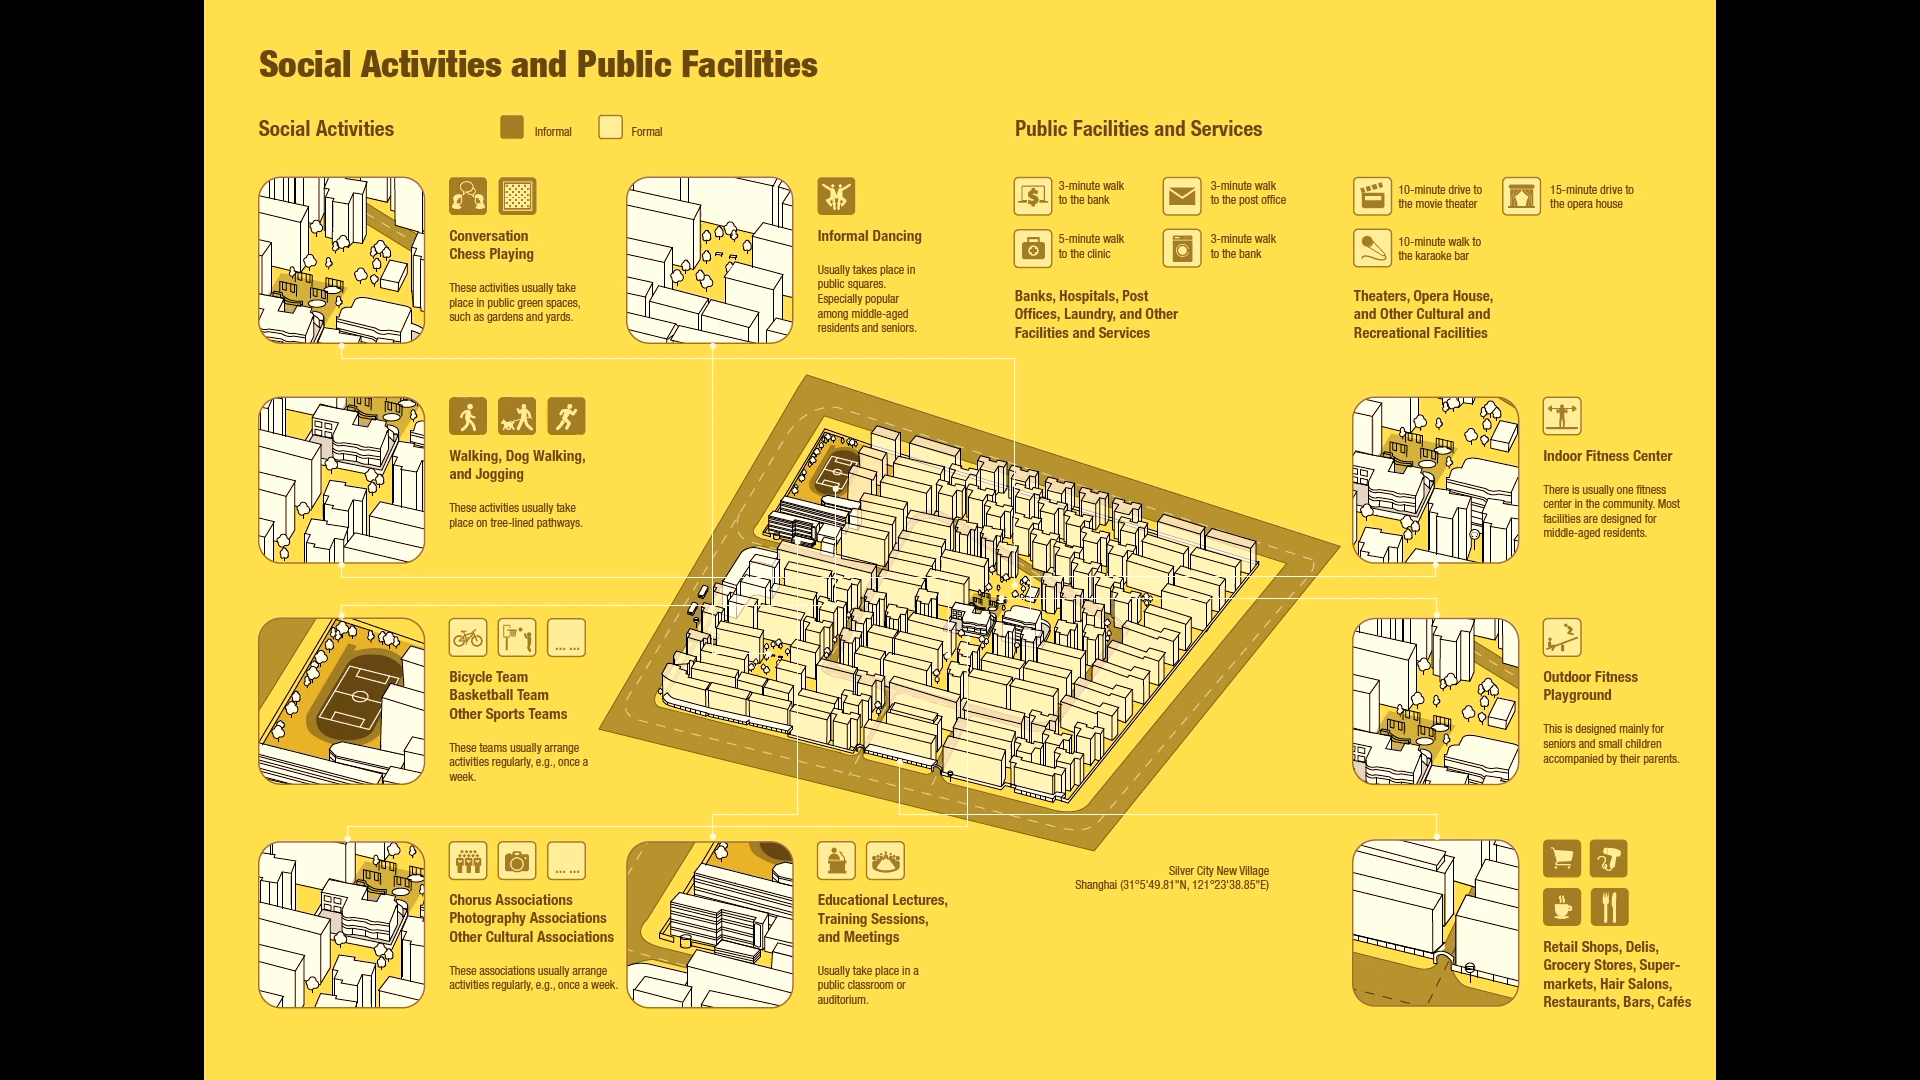 Social Activities and Public Facilities
Social Activities
Informal
Formal
Public Facilities and Services
Conversation
Chess Playing
These activities usually take
place in public green spaces,
such as gardens and yards.
Informal Dancing
Usually takes place in
public squares.
Especially popular
among middle-aged
residents and seniors.
3-minute walk
to the bank
3-minute walk
to the post office
5-minute walk
to the clinic
3-minute walk
to the bank
Banks, Hospitals, Post
Offices, Laundry, and Other
Facilities and Services
10-minute drive to
the movie theater
15-minute drive to
the opera house
10-minute walk to
the karaoke bar
Theaters, Opera House,
and Other Cultural and
Recreational Facilities
Walking, Dog Walking,
and Jogging
These activities usually take
place on tree-lined pathways.
Indoor Fitness Center
There is usually one fitness
center in the community. Most
facilities are designed for
middle-aged residents.
... ...
Bicycle Team
Basketball Team
Other Sports Teams
These teams usually arrange
activities regularly, e.g., once a
week.
Outdoor Fitness
Playground
This is designed mainly for
seniors and small children
accompanied by their parents.
... ...
Chorus Associations
Photography Associations
Other Cultural Associations
These associations usually arrange
activities regularly, e.g., once a week.
Educational Lectures,
Training Sessions,
and Meetings
Usually take place in a
public classroom or
auditorium.
Silver City New Village
Shanghai (31°5'49.81"N, 121°23'38.85"E)
Retail Shops, Delis,
Grocery Stores, Super-
markets, Hair Salons,
Restaurants, Bars, Cafés